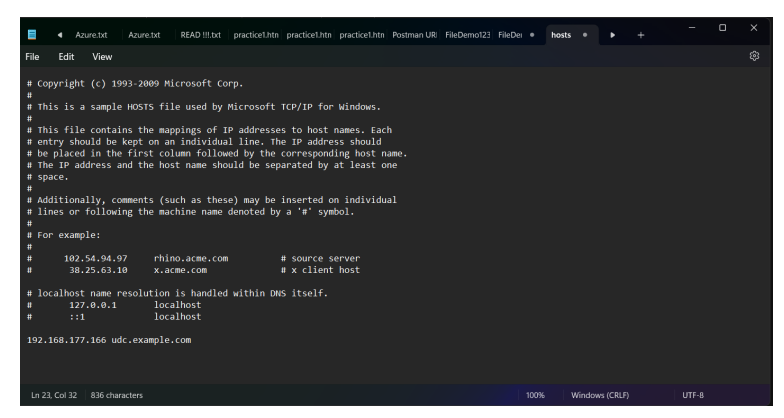 Azure.txt Azure.txt READ !!!.txt practice1.htn practice1.htn practice1.htn Postman URI FileDemo123 FileDer hosts
File Edit View
# Copyright (c) 1993-2009 Microsoft Corp.
#
# This is a sample HOSTS file used by Microsoft TCP/IP for Windows.
#
# This file contains the mappings of IP addresses to host names. Each
# entry should be kept on an individual line. The IP address should
# be placed in the first column followed by the corresponding host name.
# The IP address and the host name should be separated by at least one
# space.
#
# Additionally, comments (such as these) may be inserted on individual
# lines or following the machine name denoted by a '#' symbol.
#
# For example:
#
#      102.54.94.97     rhino.acme.com          # source server
#       38.25.63.10     x.acme.com              # x client host

# localhost name resolution is handled within DNS itself.
#       127.0.0.1       localhost
#       ::1             localhost

192.168.177.166 udc.example.com
Ln 23, Col 32 836 characters 100% Windows (CRLF) UTF-8